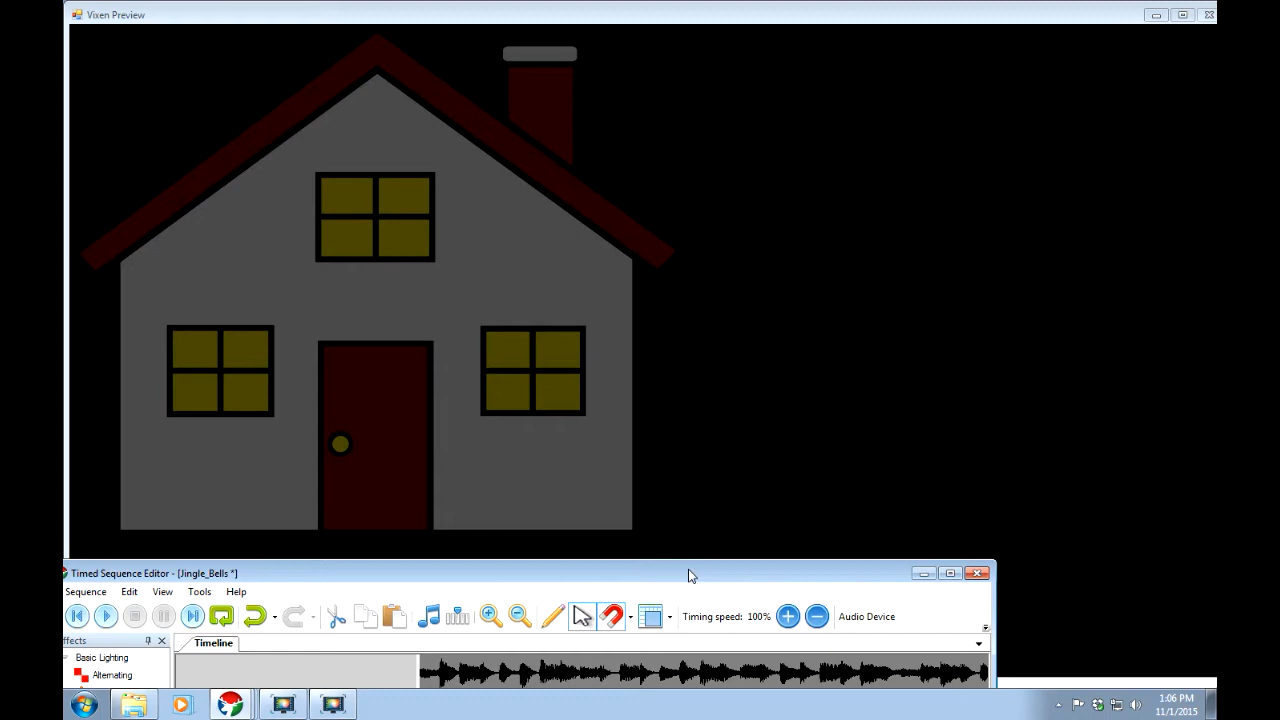 Vixen Preview
Timed Sequence Editor - [Jingle_Bells *]
Sequence Edit View Tools Help
Timing speed: 100% Audio Device
ffects
Timeline
Basic Lighting
Alternating
1:06 PM
11/1/2015